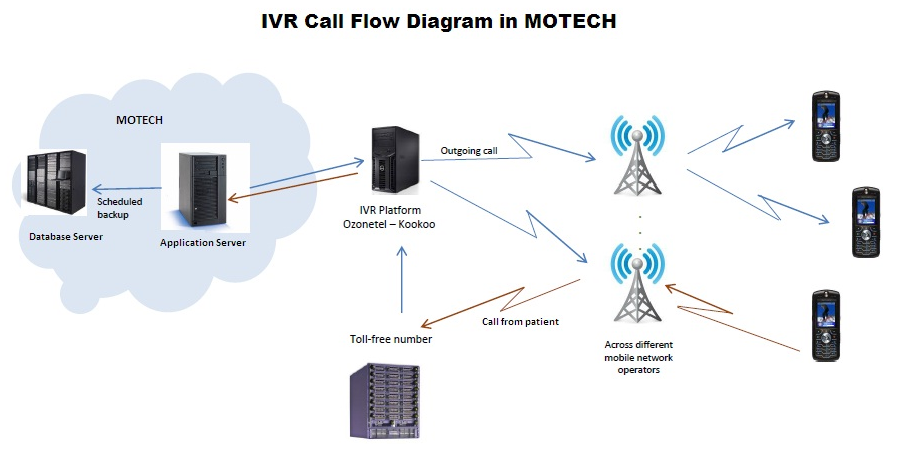 IVR Call Flow Diagram in MOTECH
MOTECH
Outgoing call
Scheduled
backup
IVR Platform
Ozonetel – Kookoo
Database Server
Application Server
Call from patient
Toll-free number
Across different
mobile network
operators